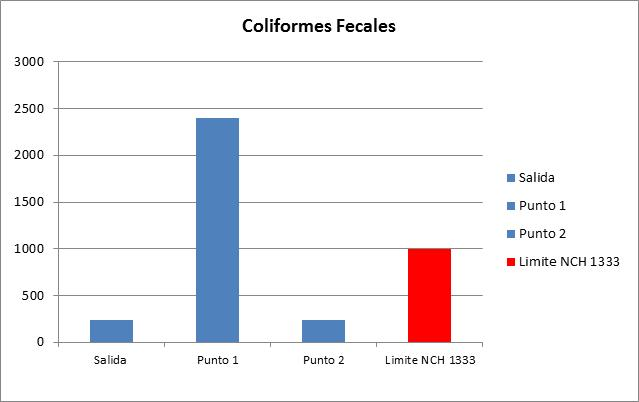 Coliformes Fecales
3000
2500
2000
1500
1000
500
0
Salida
Punto 1
Punto 2
Limite NCH 1333
Salida
Punto 1
Punto 2
Limite NCH 1333